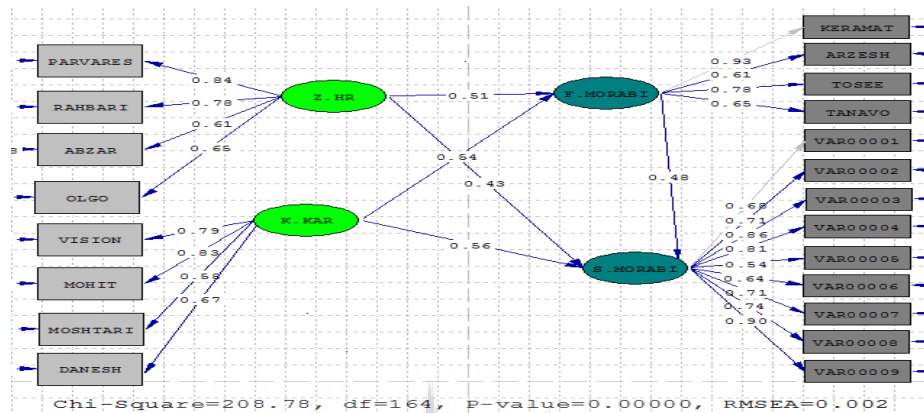 KERAMAT
PARVARES
ARZESH
0.93
0.61
0.84
TOSEE
Z.HR
0.51
F.MORABI
0.78
RAHBARI
0.78
0.65
TANAVO
0.61
ABZAR
0.65
VAR00001
0.54
VAR00002
0.43
0.48
OLGO
VAR00003
0.68
0.71
K.KAR
VAR00004
VISION
0.79
0.86
0.56
0.81
MOHIT
0.83
VAR00005
0.54
0.58
S.MORABI
0.64
VAR00006
0.67
0.71
0.74
VAR00007
MOSHTARI
0.90
VAR00008
DANESH
VAR00009
Chi-Square=208.78, df=164, P-value=0.00000, RMSEA=0.002